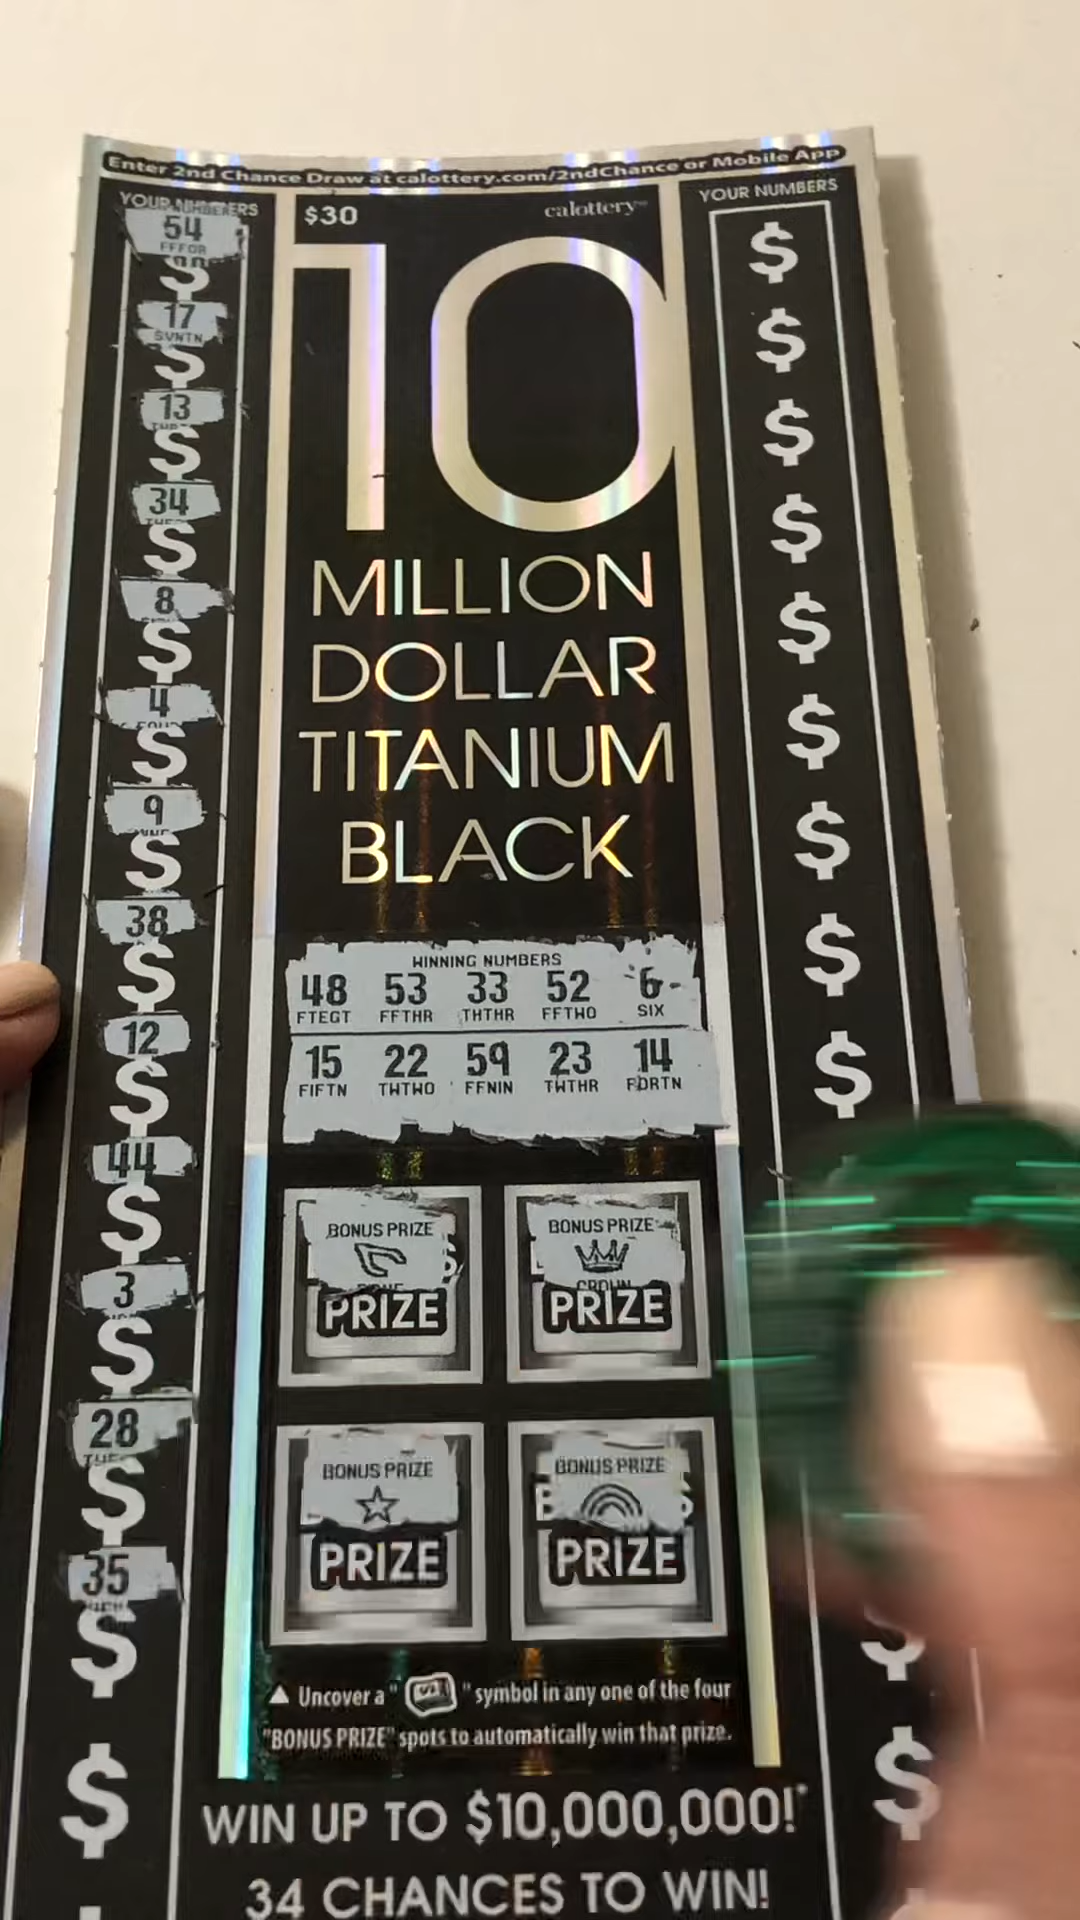 Enter 2nd Chance Draw at calottery.com/2ndChance or Mobile App
YOUR NUMBERS
54
FFFOR
$
17
SVNTN
$
13
$
34
$
8
$
4
$
9
$
38
$
12
$
44
$
3
$
28
$
35
$
$
$30
calottery
10
MILLION
DOLLAR
TITANIUM
BLACK
WINNING NUMBERS
48 53 33 52 6
FTEGT FFTHR THTHR FFTWO SIX
15 22 59 23 14
FIFTN TWTWO FFNIN TWTHR FORTN
BONUS PRIZE
PRIZE
BONUS PRIZE
CROWN
PRIZE
BONUS PRIZE
PRIZE
BONUS PRIZE
PRIZE
▲ Uncover a " " symbol in any one of the four
"BONUS PRIZE" spots to automatically win that prize.
WIN UP TO $10,000,000!*
34 CHANCES TO WIN!
YOUR NUMBERS
$
$
$
$
$
$
$
$
$
$
$